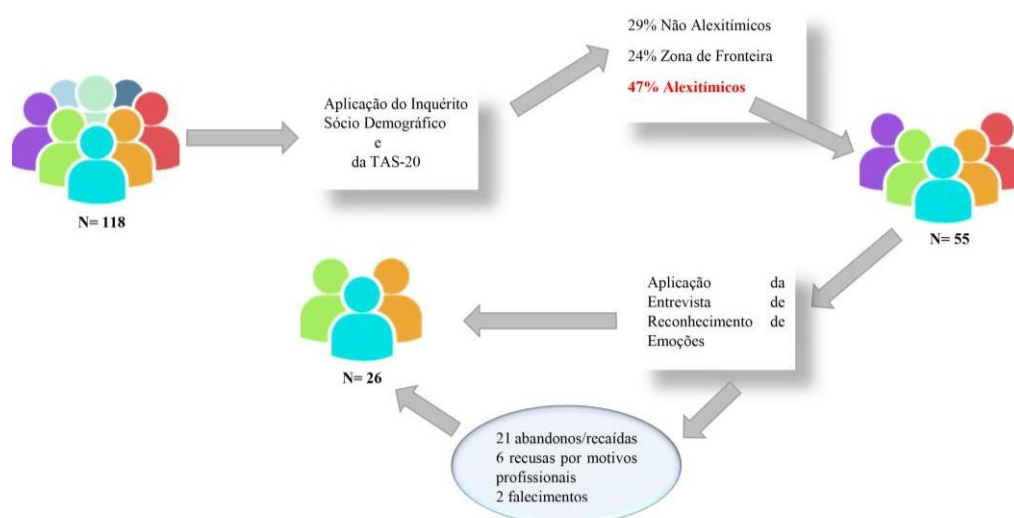 29% Não Alexitímicos
24% Zona de Fronteira
47% Alexitímicos
Aplicação do Inquérito
Sócio Demográfico
e
da TAS-20
N= 118
N= 55
Aplicação da
Entrevista de
Reconhecimento de
Emoções
N= 26
21 abandonos/recaídas
6 recusas por motivos
profissionais
2 falecimentos